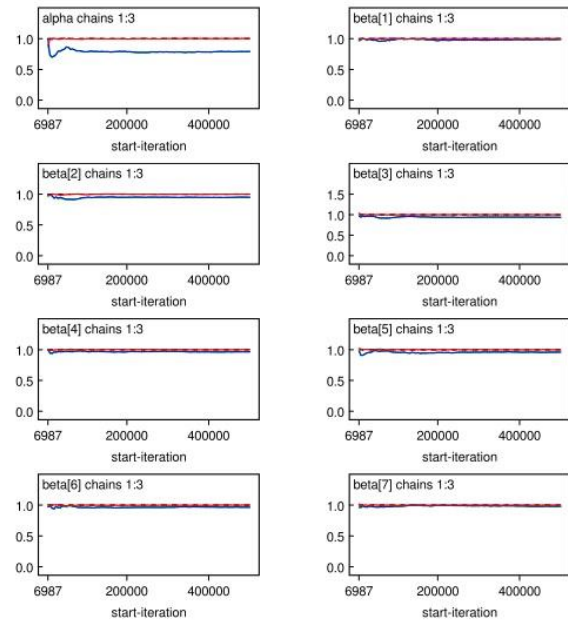 alpha chains 1:3
1.0
0.5
0.0
6987 200000 400000
start-iteration
beta[1] chains 1:3
1.0
0.5
0.0
6987 200000 400000
start-iteration
beta[2] chains 1:3
1.0
0.5
0.0
6987 200000 400000
start-iteration
beta[3] chains 1:3
1.5
1.0
0.5
0.0
6987 200000 400000
start-iteration
beta[4] chains 1:3
1.0
0.5
0.0
6987 200000 400000
start-iteration
beta[5] chains 1:3
1.0
0.5
0.0
6987 200000 400000
start-iteration
beta[6] chains 1:3
1.0
0.5
0.0
6987 200000 400000
start-iteration
beta[7] chains 1:3
1.0
0.5
0.0
6987 200000 400000
start-iteration